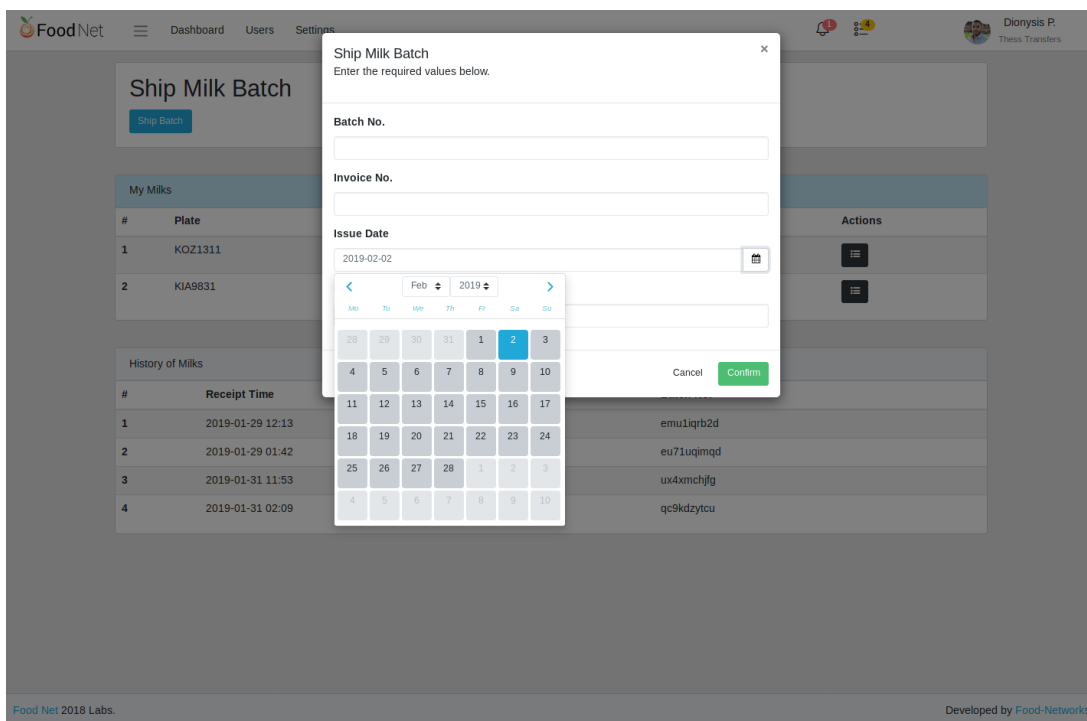 FoodNet Dashboard Users Settings 1 4 Dionysis P.
Thess Transfers
Ship Milk Batch
Ship Batch
Ship Milk Batch ×
Enter the required values below.
Batch No.
Invoice No.
Issue Date
2019-02-02
Feb 2019
Mo Tu We Th Fr Sa Su
28 29 30 31 1 2 3
4 5 6 7 8 9 10
11 12 13 14 15 16 17
18 19 20 21 22 23 24
25 26 27 28 1 2 3
4 5 6 7 8 9 10
Cancel Confirm
My Milks
# Plate Actions
1 KOZ1311
2 KIA9831
History of Milks
# Receipt Time
1 2019-01-29 12:13 emu1iqrb2d
2 2019-01-29 01:42 eu71uqimqd
3 2019-01-31 11:53 ux4xmchjfg
4 2019-01-31 02:09 qc9kdzytcu
Food Net 2018 Labs. Developed by Food-Networks